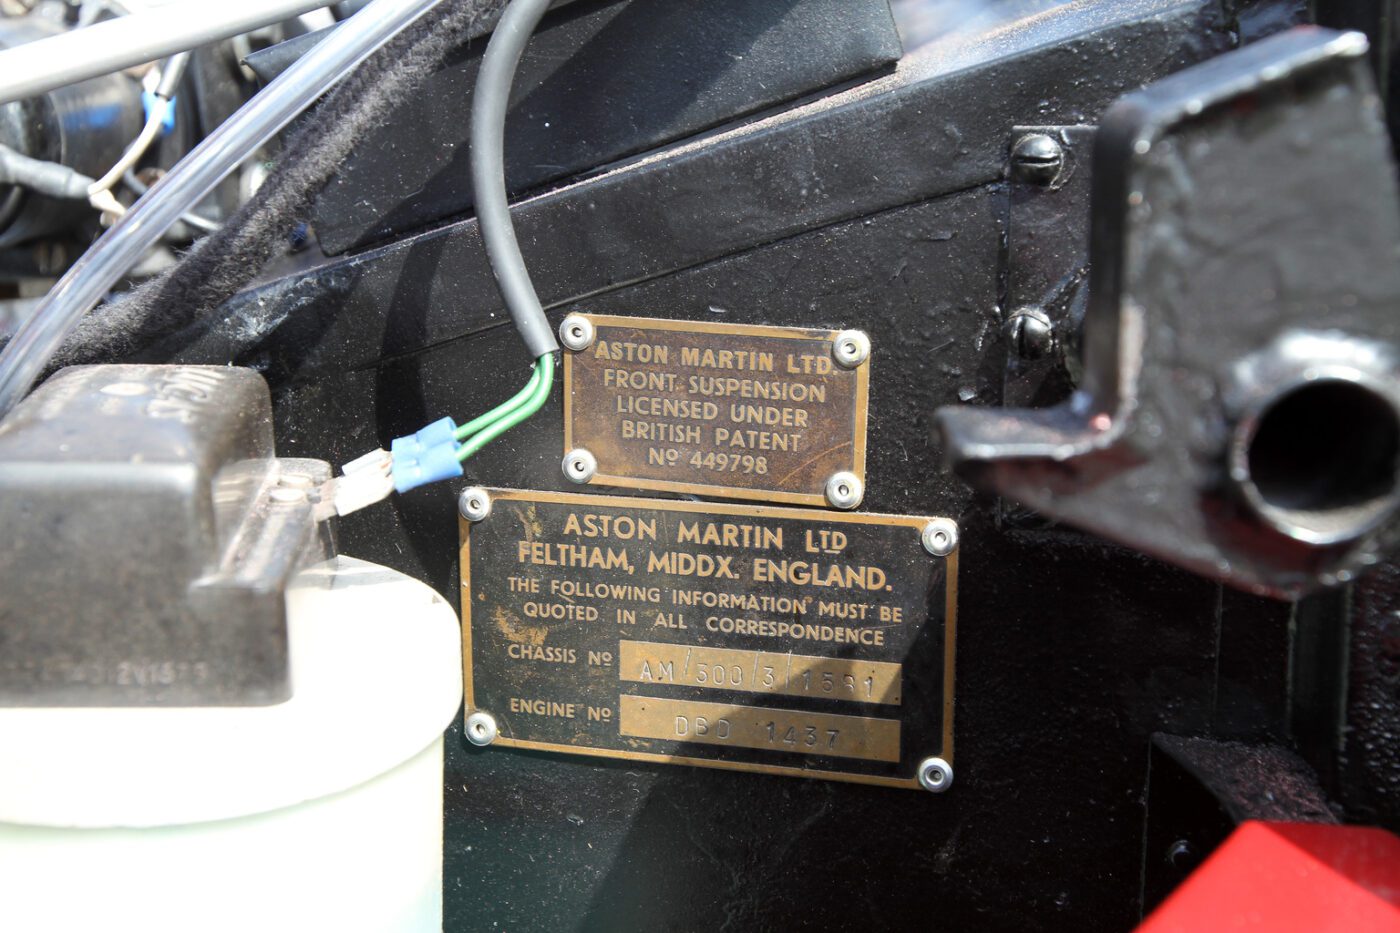 ASTON MARTIN LTD.
FRONT SUSPENSION
LICENSED UNDER
BRITISH PATENT
Nº 449798
ASTON MARTIN LTD
FELTHAM, MIDDX. ENGLAND.
THE FOLLOWING INFORMATION MUST BE
QUOTED IN ALL CORRESPONDENCE
CHASSIS Nº AM/300/3/1381
ENGINE Nº DBD 1437